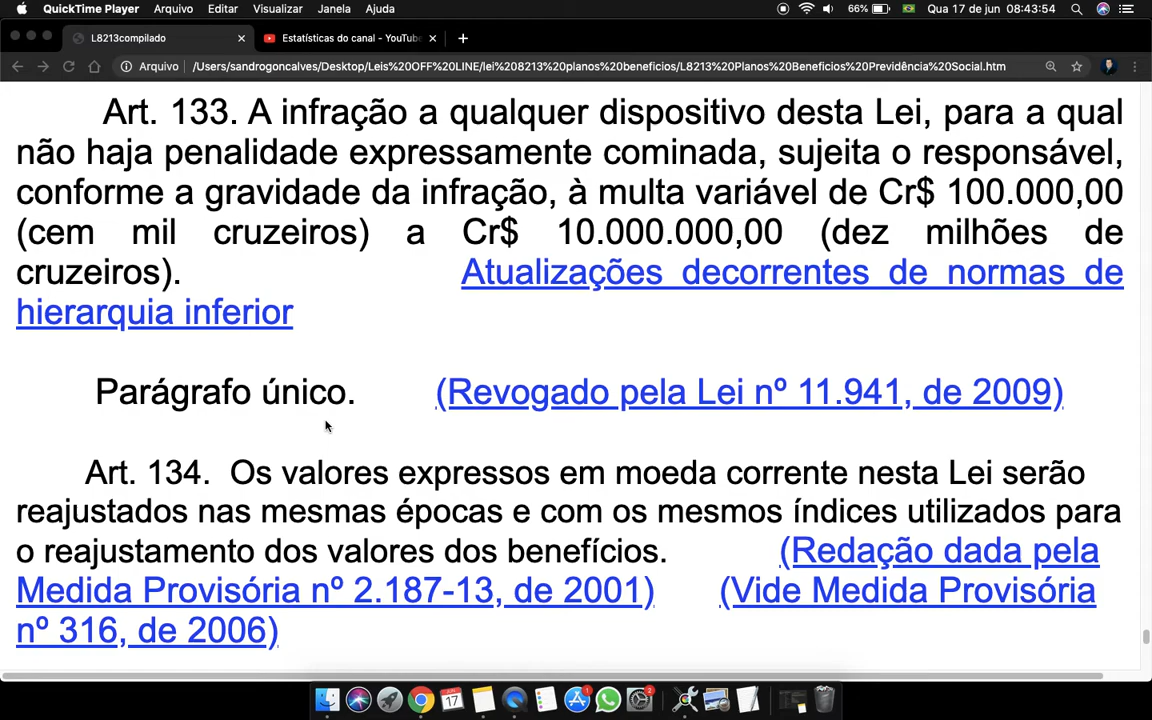 QuickTime Player Arquivo Editar Visualizar Janela Ajuda 66% Qua 17 de jun 08:43:54
L8213compilado Estatísticas do canal - YouTube
Arquivo /Users/sandrogoncalves/Desktop/Leis%20OFF%20LINE/lei%208213%20planos%20beneficios/L8213%20Planos%20Beneficios%20Previdência%20Social.htm
Art. 133. A infração a qualquer dispositivo desta Lei, para a qual
não haja penalidade expressamente cominada, sujeita o responsável,
conforme a gravidade da infração, à multa variável de Cr$ 100.000,00
(cem mil cruzeiros) a Cr$ 10.000.000,00 (dez milhões de
cruzeiros). Atualizações decorrentes de normas de
hierarquia inferior
Parágrafo único. (Revogado pela Lei nº 11.941, de 2009)
Art. 134. Os valores expressos em moeda corrente nesta Lei serão
reajustados nas mesmas épocas e com os mesmos índices utilizados para
o reajustamento dos valores dos benefícios. (Redação dada pela
Medida Provisória nº 2.187-13, de 2001) (Vide Medida Provisória
nº 316, de 2006)
JUN
17
1
2